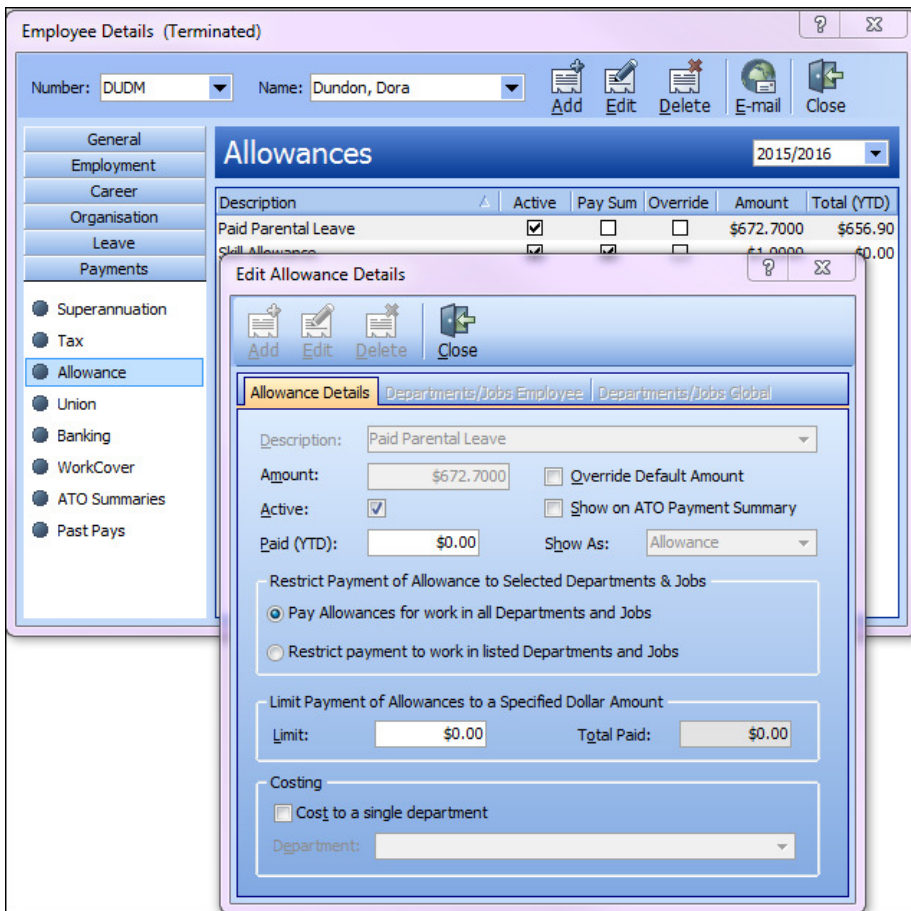 Employee Details (Terminated)
Number: DUDM Name: Dundon, Dora Add Edit Delete E-mail Close
General
Employment
Career
Organisation
Leave
Payments
Superannuation
Tax
Allowance
Union
Banking
WorkCover
ATO Summaries
Past Pays
Allowances 2015/2016
Description Active Pay Sum Override Amount Total (YTD)
Paid Parental Leave $672.7000 $656.90
Skill Allowance $1.0000 $0.00
Edit Allowance Details
Add Edit Delete Close
Allowance Details Departments/Jobs Employee Departments/Jobs Global
Description: Paid Parental Leave
Amount: $672.7000 Override Default Amount
Active: Show on ATO Payment Summary
Paid (YTD): $0.00 Show As: Allowance
Restrict Payment of Allowance to Selected Departments & Jobs
Pay Allowances for work in all Departments and Jobs
Restrict payment to work in listed Departments and Jobs
Limit Payment of Allowances to a Specified Dollar Amount
Limit: $0.00 Total Paid: $0.00
Costing
Cost to a single department
Department: